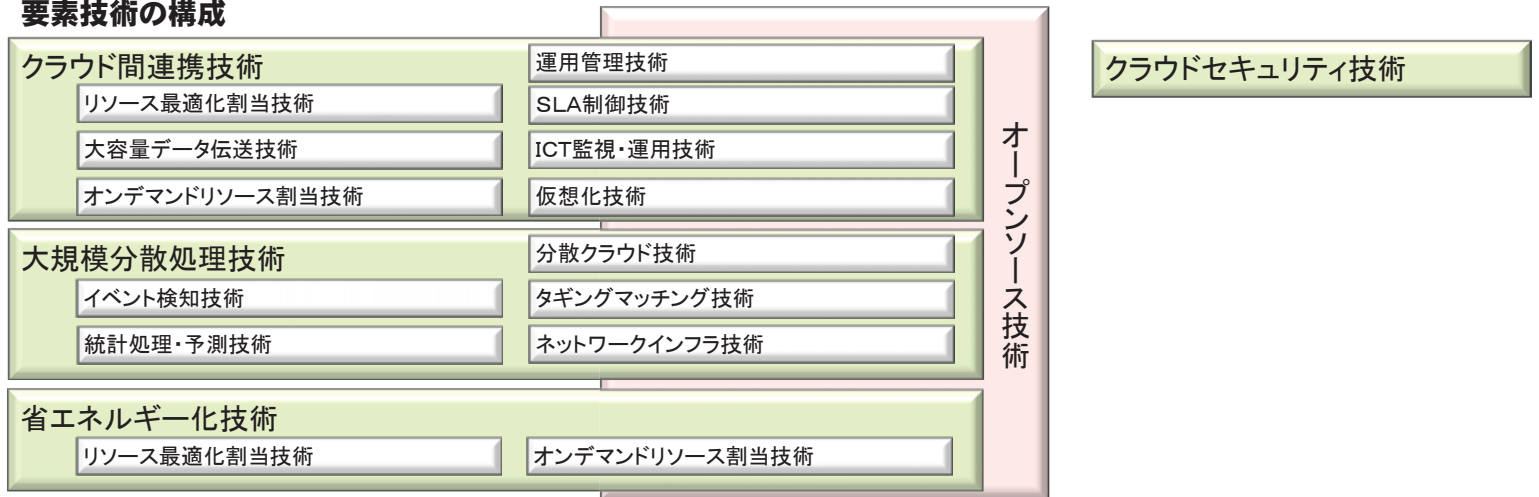 要素技術の構成
クラウド間連携技術
リソース最適化割当技術
大容量データ伝送技術
オンデマンドリソース割当技術
運用管理技術
SLA制御技術
ICT監視・運用技術
仮想化技術
大規模分散処理技術
イベント検知技術
統計処理・予測技術
分散クラウド技術
タギングマッチング技術
ネットワークインフラ技術
省エネルギー化技術
リソース最適化割当技術
オンデマンドリソース割当技術
オープンソース技術
クラウドセキュリティ技術